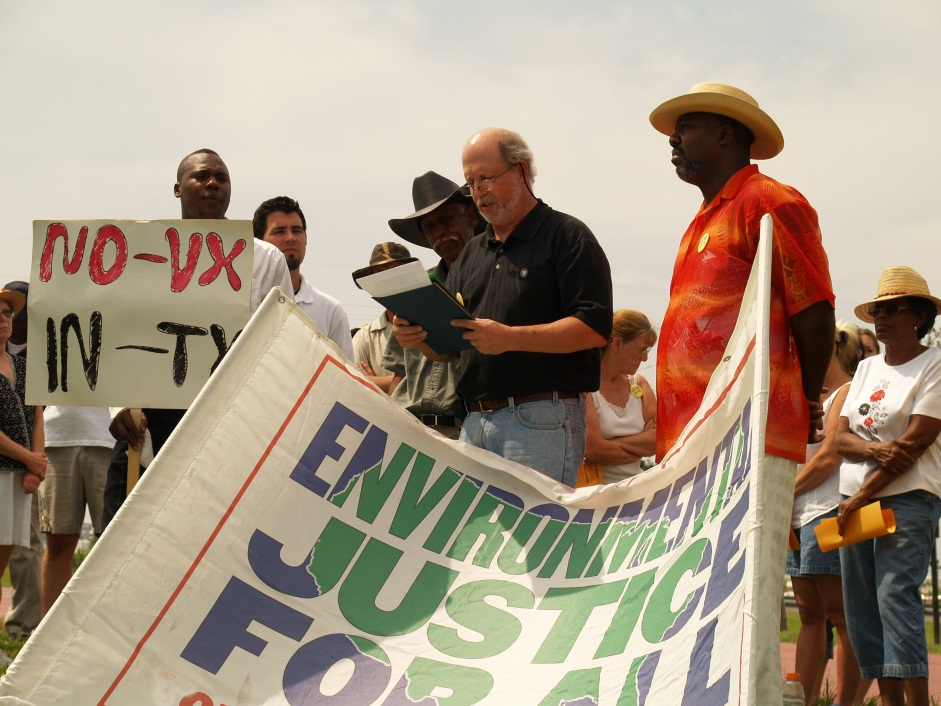 NO-VX
IN-TX
ENVIRONMENTAL
JUSTICE
FOR ALL